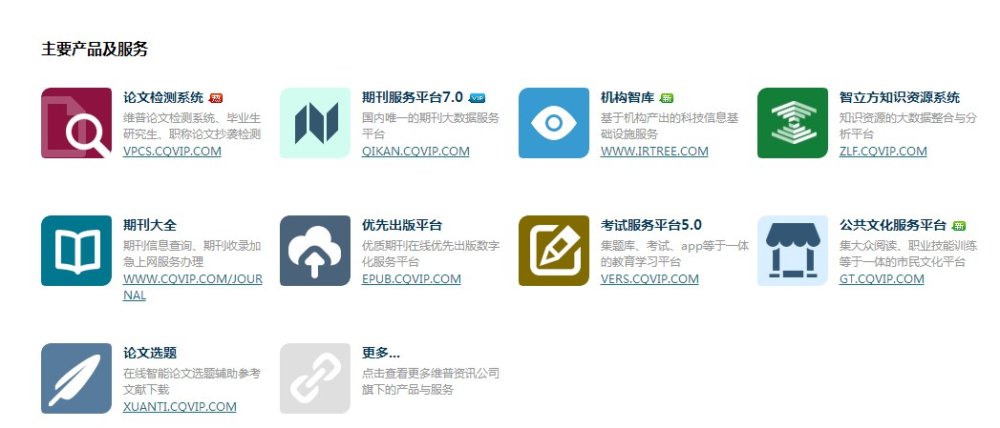 主要产品及服务
论文检测系统 热
维普论文检测系统、毕业生
研究生、职称论文抄袭检测
VPCS.CQVIP.COM
期刊服务平台7.0 VIP
国内唯一的期刊大数据服务
平台
QIKAN.CQVIP.COM
机构智库 新
基于机构产出的科技信息基
础设施服务
WWW.IRTREE.COM
智立方知识资源系统
知识资源的大数据整合与分
析平台
ZLF.CQVIP.COM
期刊大全
期刊信息查询、期刊收录加
急上网服务办理
WWW.CQVIP.COM/JOUR
NAL
优先出版平台
优质期刊在线优先出版数字
化服务平台
EPUB.CQVIP.COM
考试服务平台5.0
集题库、考试、app等于一体
的教育学习平台
VERS.CQVIP.COM
公共文化服务平台 新
集大众阅读、职业技能训练
等于一体的市民文化平台
GT.CQVIP.COM
论文选题
在线智能论文选题辅助参考
文献下载
XUANTI.CQVIP.COM
更多...
点击查看更多维普资讯公司
旗下的产品与服务